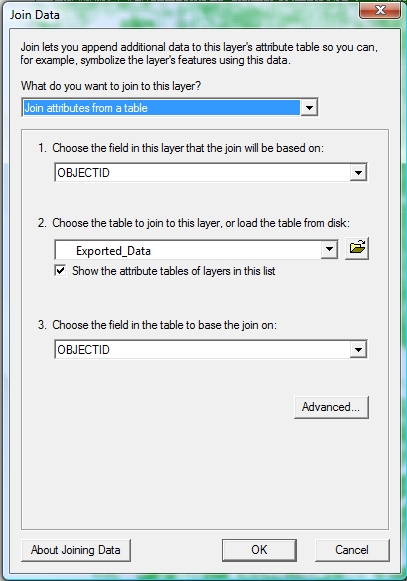 Join Data
Join lets you append additional data to this layer's attribute table so you can,
for example, symbolize the layer's features using this data.
What do you want to join to this layer?
Join attributes from a table
1. Choose the field in this layer that the join will be based on:
OBJECTID
2. Choose the table to join to this layer, or load the table from disk:
Exported_Data
Show the attribute tables of layers in this list
3. Choose the field in the table to base the join on:
OBJECTID
Advanced...
About Joining Data
OK
Cancel